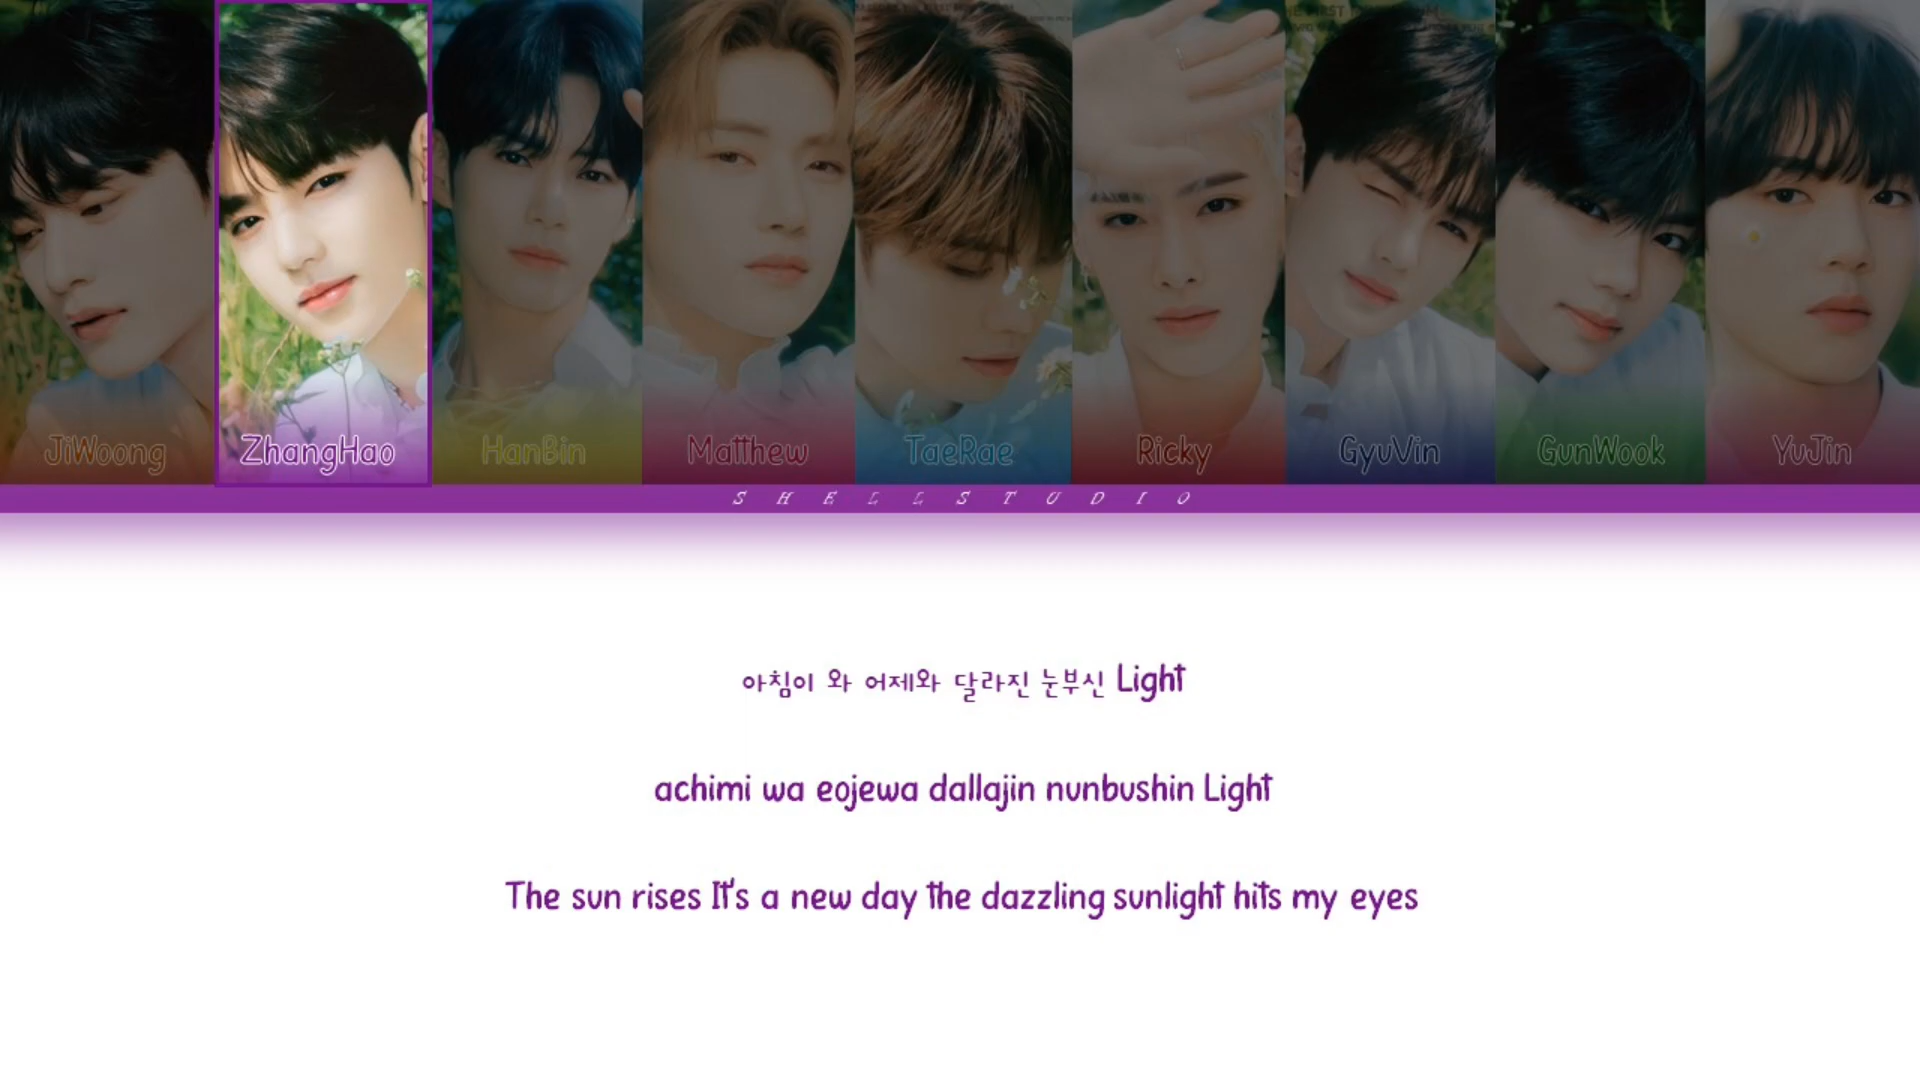 JiWoong ZhangHao HanBin Matthew TaeRae Ricky GyuVin GunWook YuJin
SHELLSTUDIO
아침이 와 어제와 달라진 눈부신 Light
achimi wa eojewa dallajin nunbushin Light
The sun rises It's a new day the dazzling sunlight hits my eyes